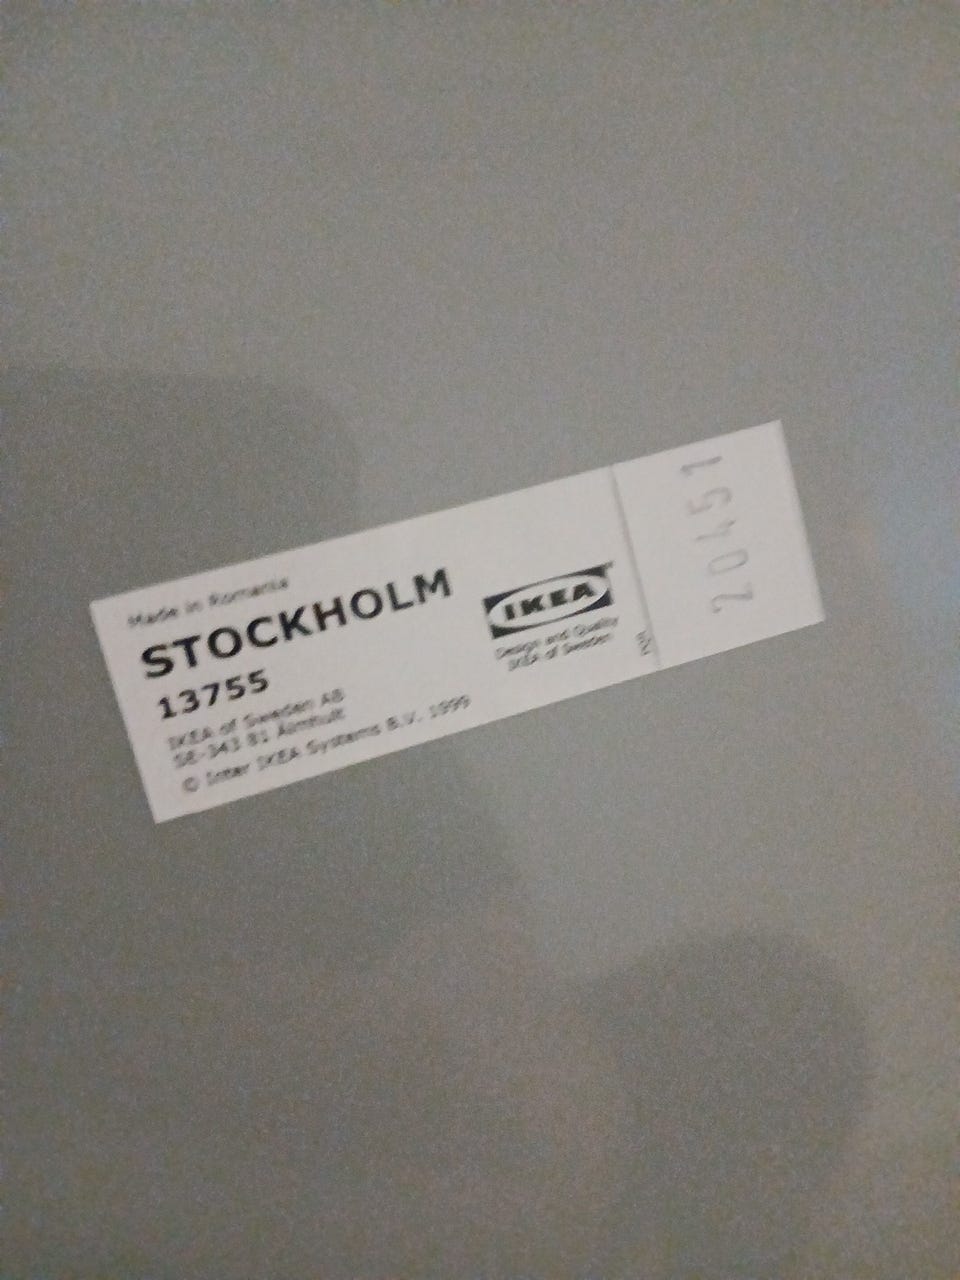 Made in Romania
STOCKHOLM
13755
IKEA of Sweden AB
SE-343 81 Älmhult
© Inter IKEA Systems B.V. 1999
IKEA
Design and Quality
IKEA of Sweden
20451